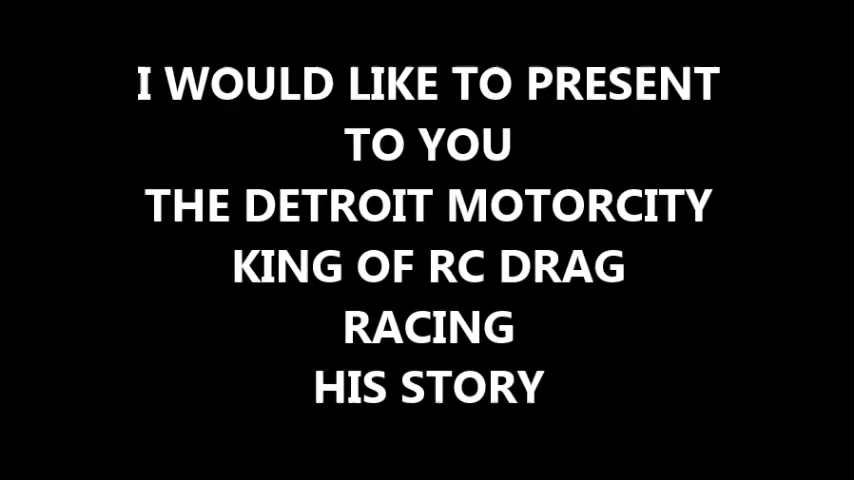 I WOULD LIKE TO PRESENT
TO YOU
THE DETROIT MOTORCITY
KING OF RC DRAG
RACING
HIS STORY